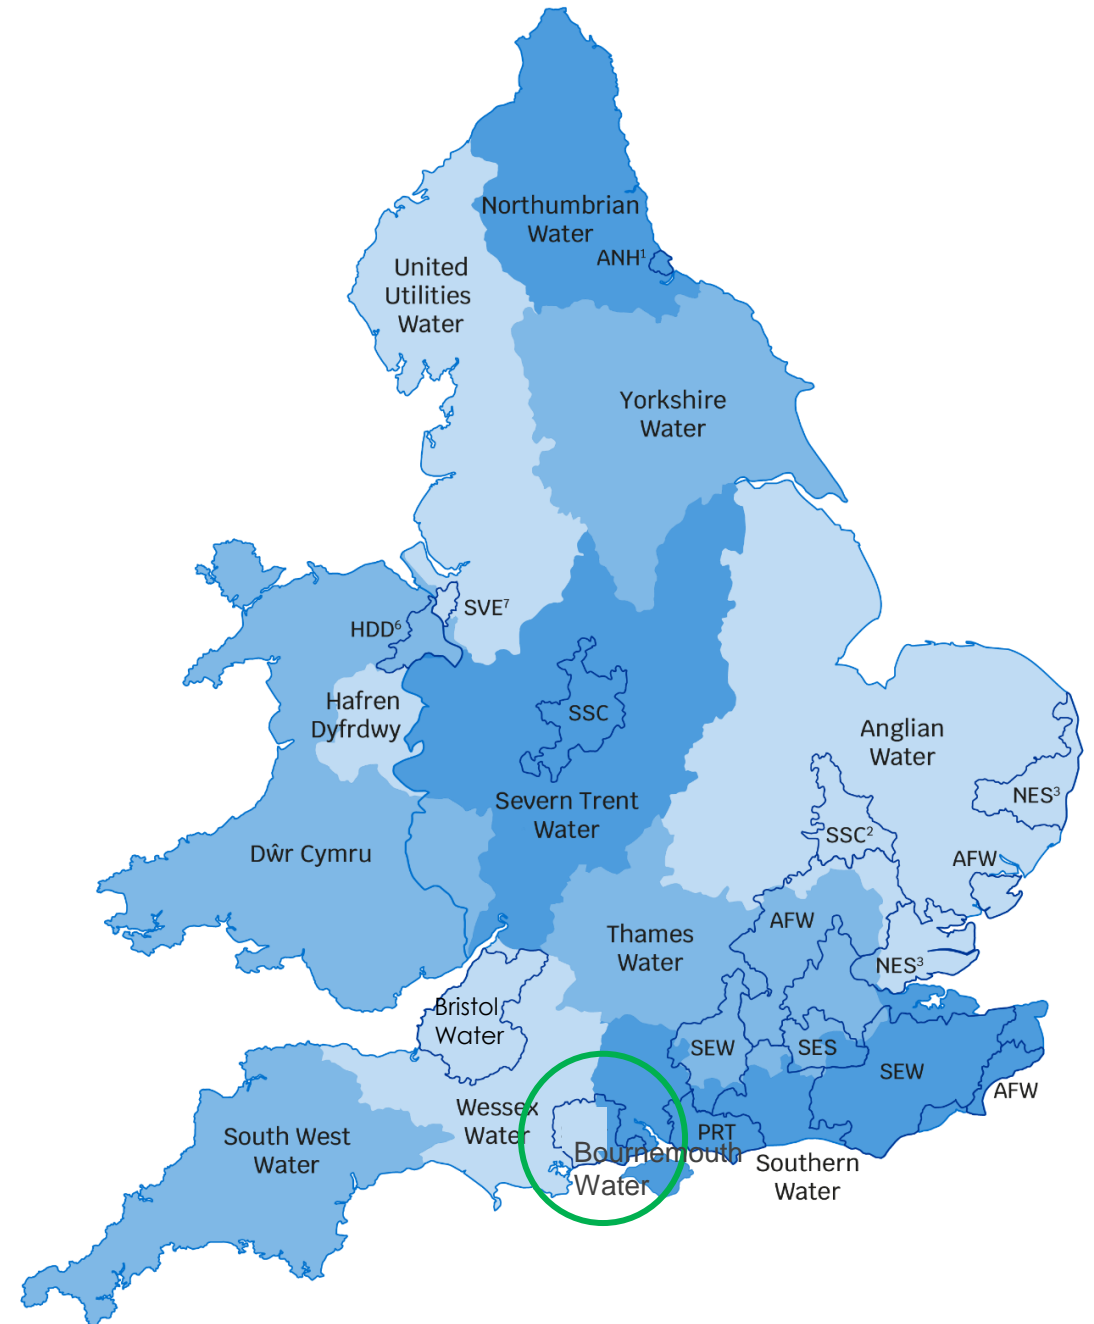 Northumbrian
Water
ANH¹
United
Utilities
Water
Yorkshire
Water
SVE⁷
HDD⁶
Hafren
Dyfrdwy
SSC
Anglian
Water
NES³
Severn Trent
Water
SSC²
Dŵr Cymru
AFW
AFW
Thames
Water
NES³
Bristol
Water
SEW
SES
SEW
AFW
Wessex
Water
South West
Water
PRT
Bournemouth
Water
Southern
Water